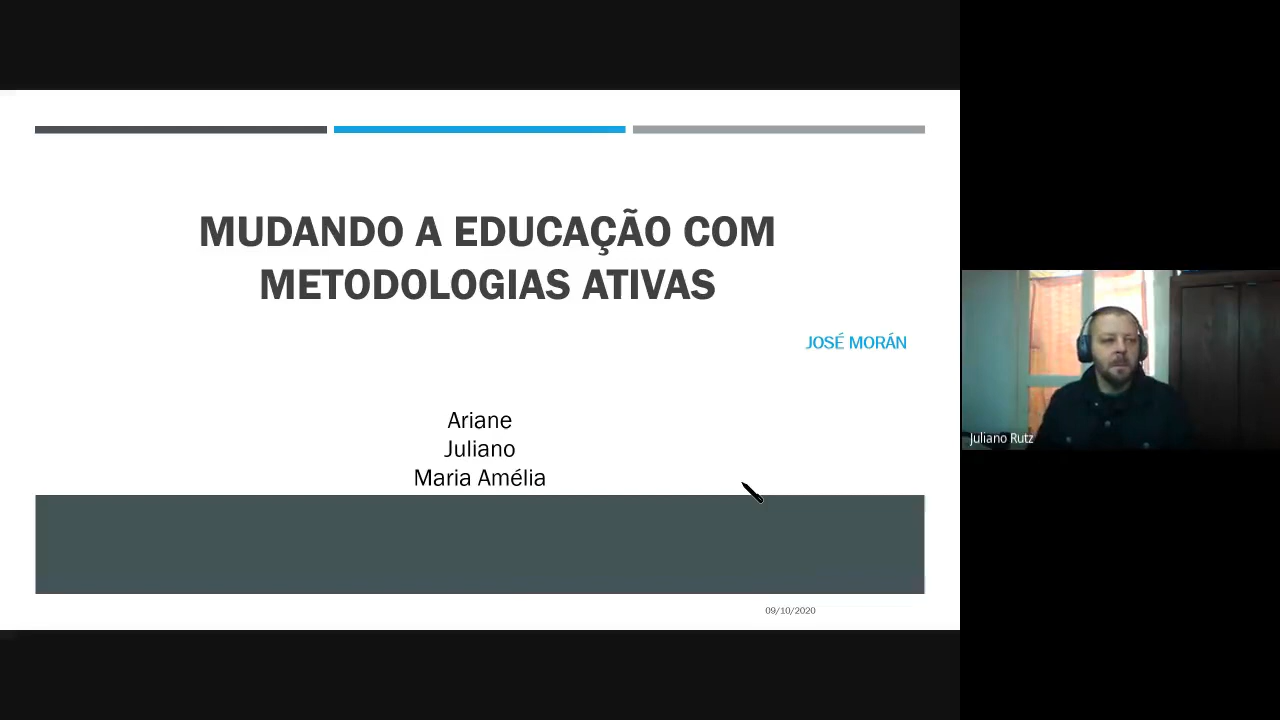 MUDANDO A EDUCAÇÃO COM
METODOLOGIAS ATIVAS
JOSÉ MORÁN
Ariane
Juliano
Maria Amélia
09/10/2020
Juliano Rutz